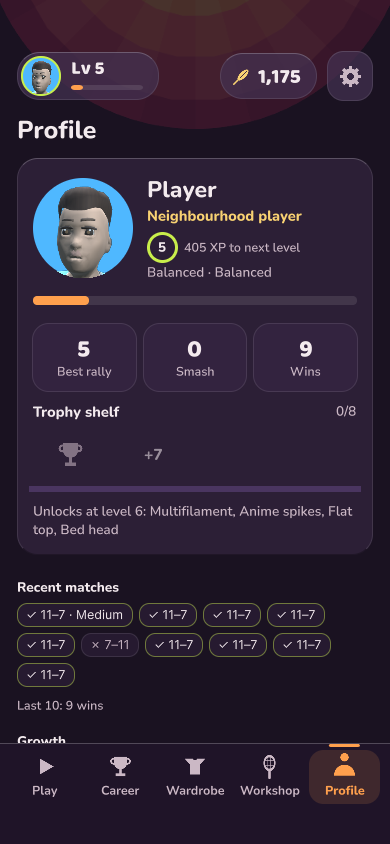 Lv 5
1,175
Profile
Player
Neighbourhood player
5 405 XP to next level
Balanced · Balanced
5 0 9
Best rally Smash Wins
Trophy shelf 0/8
+7
Unlocks at level 6: Multifilament, Anime spikes, Flat
top, Bed head
Recent matches
✓ 11–7 · Medium ✓ 11–7 ✓ 11–7 ✓ 11–7
✓ 11–7 × 7–11 ✓ 11–7 ✓ 11–7 ✓ 11–7
✓ 11–7
Last 10: 9 wins
Growth
Play Career Wardrobe Workshop Profile